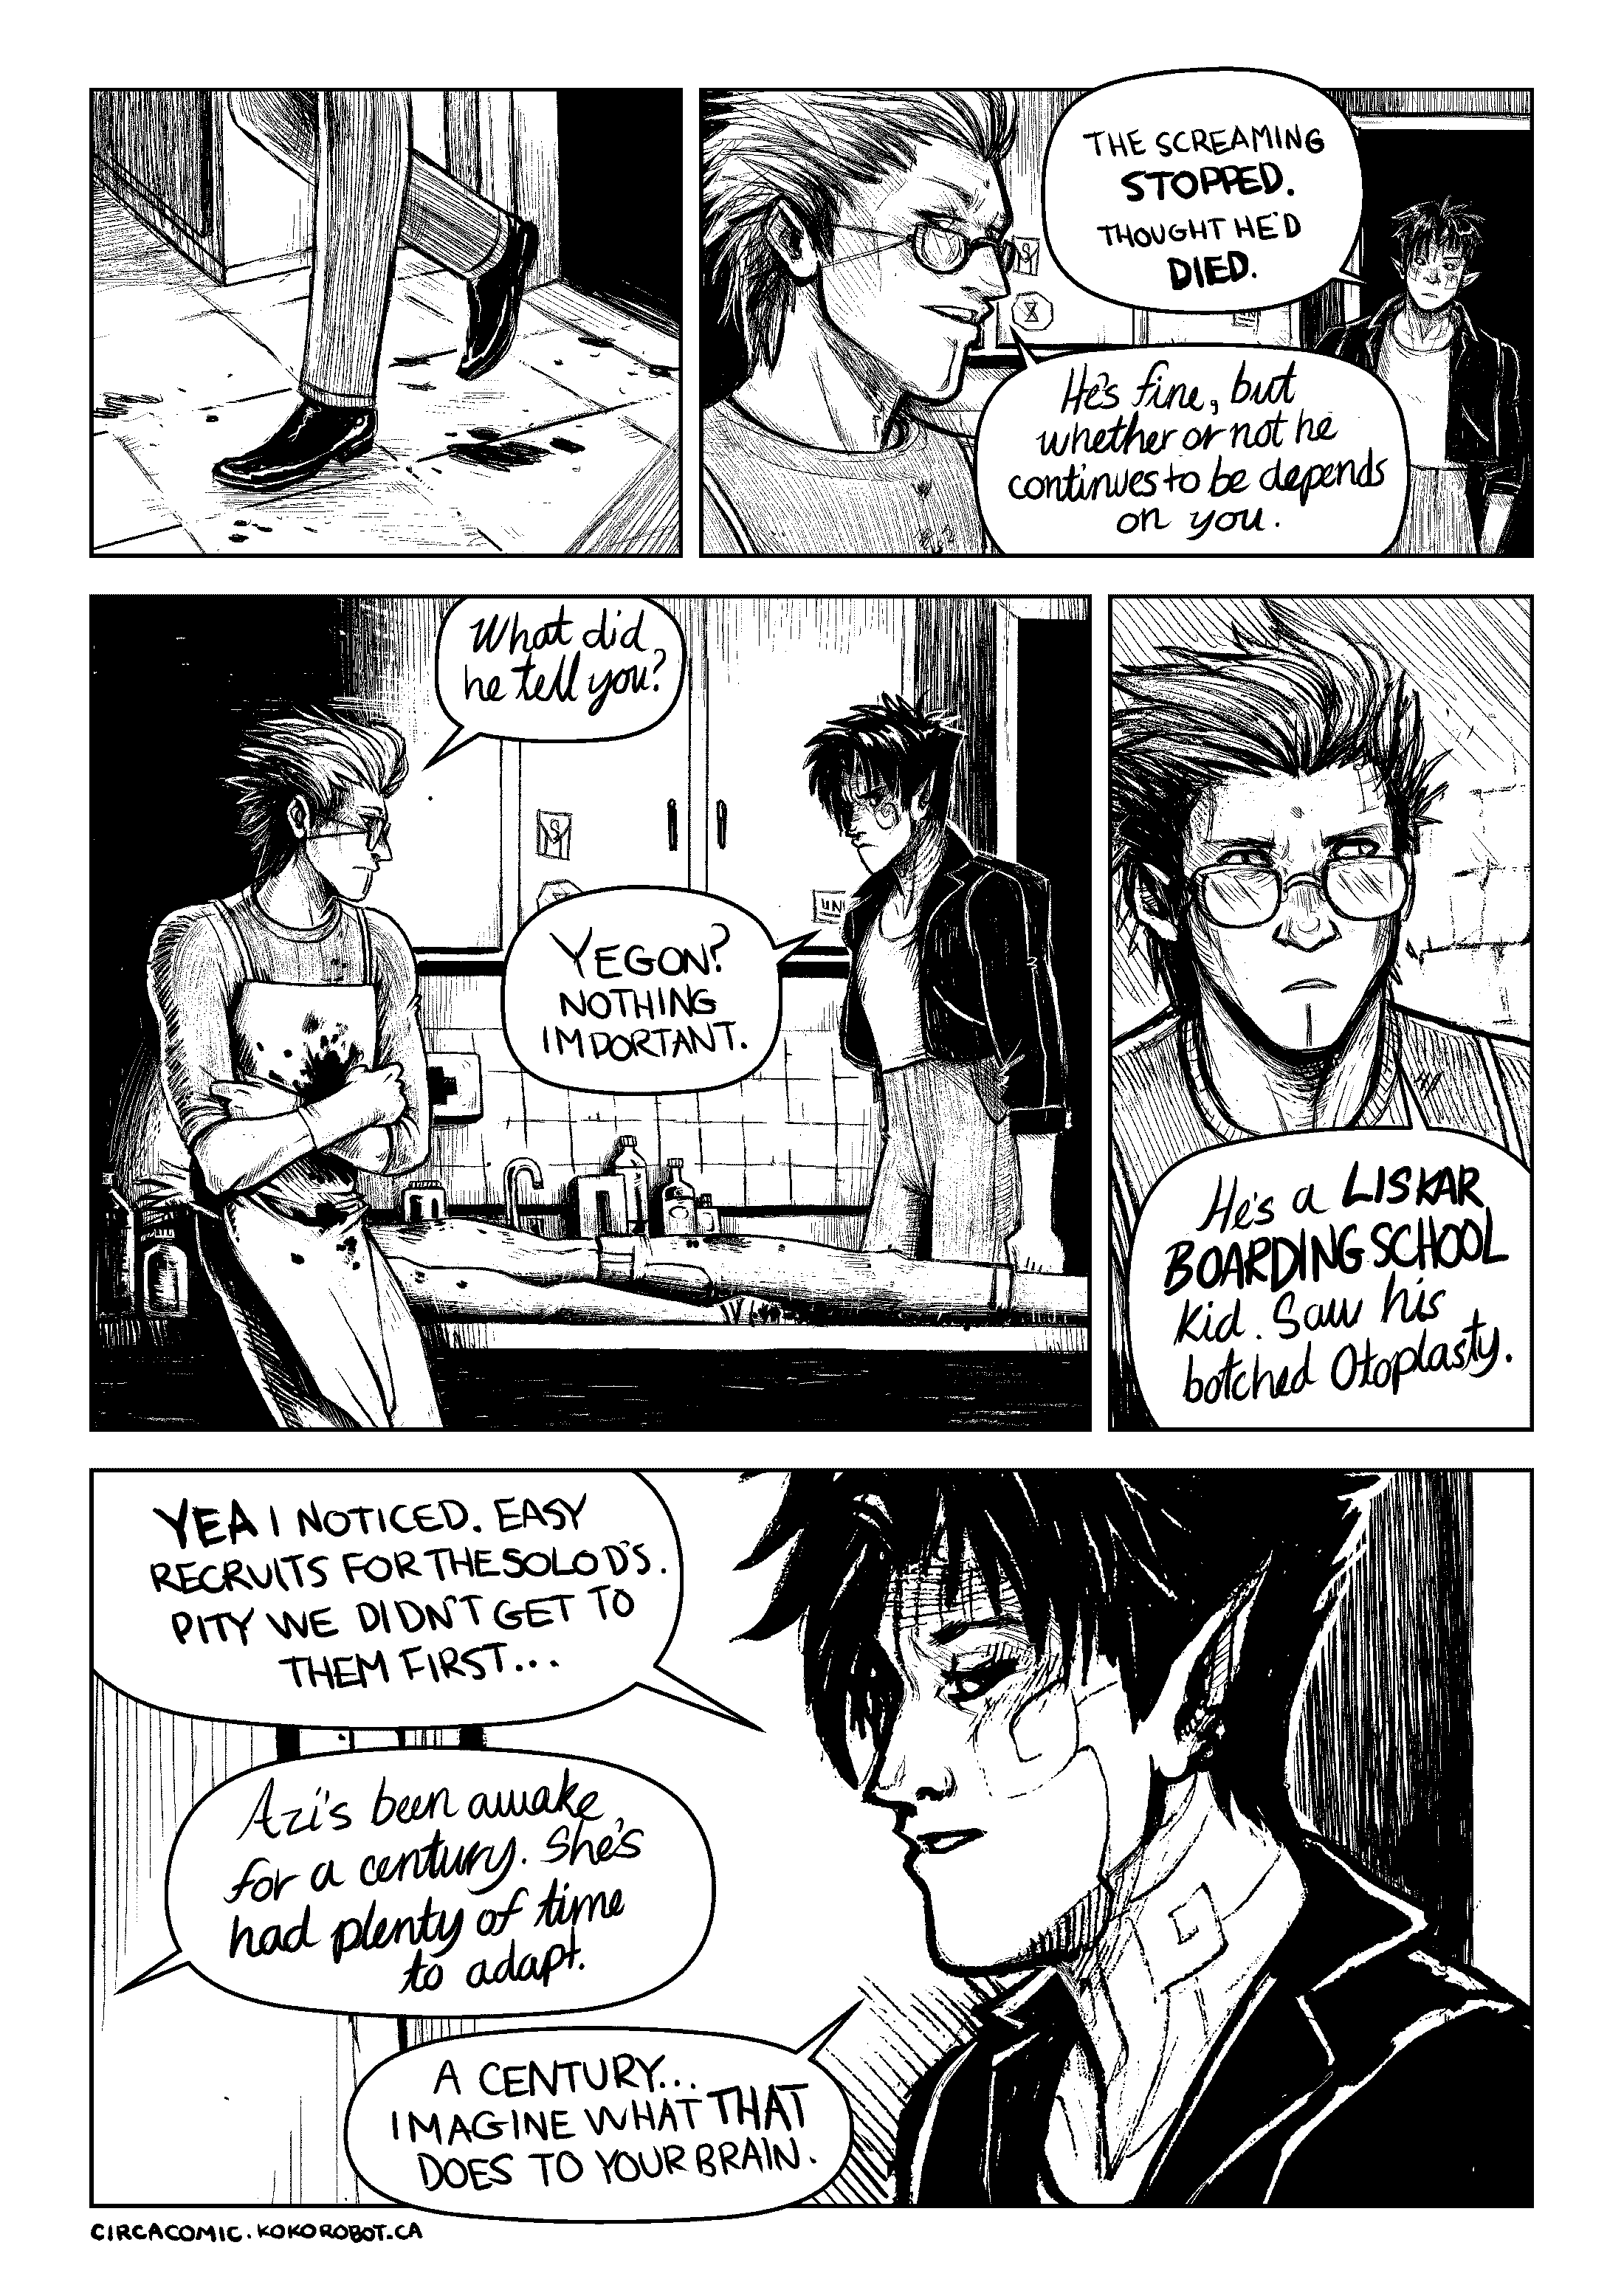 THE SCREAMING
STOPPED.
THOUGHT HE'D
DIED.
He's fine, but
whether or not he
continues to be depends
on you.
What did
he tell you?
YEGON?
NOTHING
IMPORTANT.
He's a LISKAR
BOARDING SCHOOL
kid. Saw his
botched Otoplasty.
YEA I NOTICED. EASY
RECRUITS FOR THE SOLO D'S.
PITY WE DIDN'T GET TO
THEM FIRST...
Azi's been awake
for a century. She's
had plenty of time
to adapt.
A CENTURY...
IMAGINE WHAT THAT
DOES TO YOUR BRAIN.
CIRCACOMIC.KOKOROBOT.CA